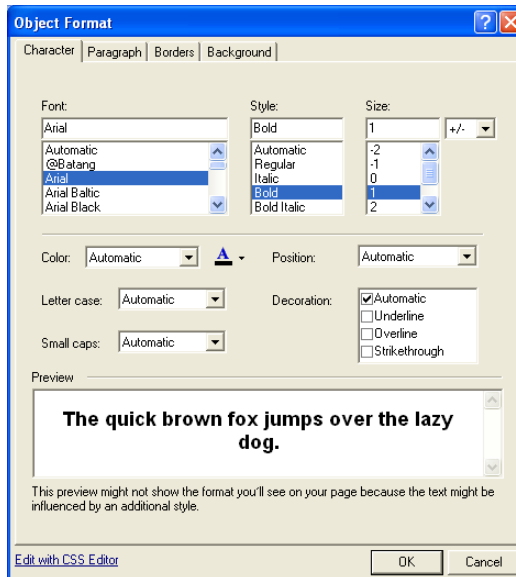 Object Format
Character Paragraph Borders Background
Font: Style: Size:
Arial Bold 1 +/-
Automatic Automatic -2
@Batang Regular -1
Arial Italic 0
Arial Baltic Bold 1
Arial Black Bold Italic 2
Color: Automatic A Position: Automatic
Letter case: Automatic Decoration: Automatic
Underline
Overline
Small caps: Automatic Strikethrough
Preview
The quick brown fox jumps over the lazy
dog.
This preview might not show the format you'll see on your page because the text might be
influenced by an additional style.
Edit with CSS Editor OK Cancel